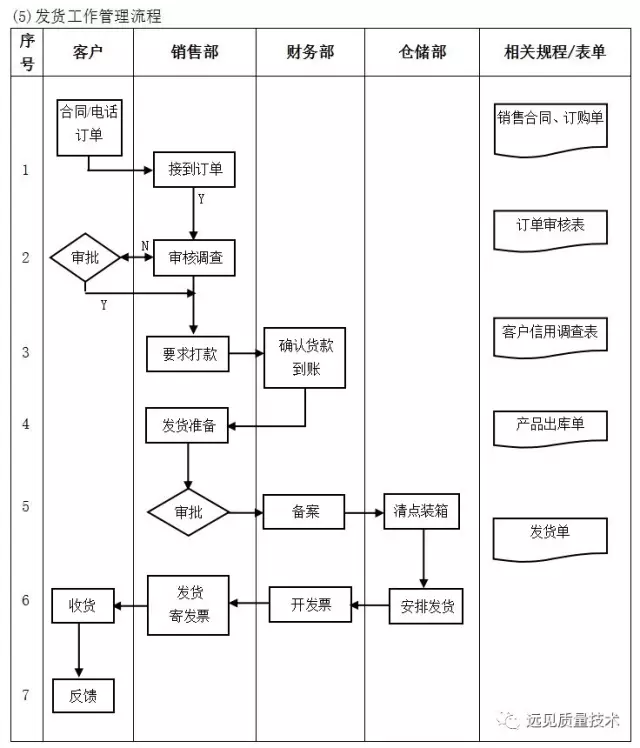 (5)发货工作管理流程
序号
客户
销售部
财务部
仓储部
相关规程/表单
合同/电话
订单
销售合同、订购单
1
接到订单
Y
订单审核表
2
审批
N
审核调查
Y
客户信用调查表
3
要求打款
确认货款
到账
4
发货准备
产品出库单
5
审批
备案
清点装箱
发货单
6
收货
发货
寄发票
开发票
安排发货
7
反馈
远见质量技术